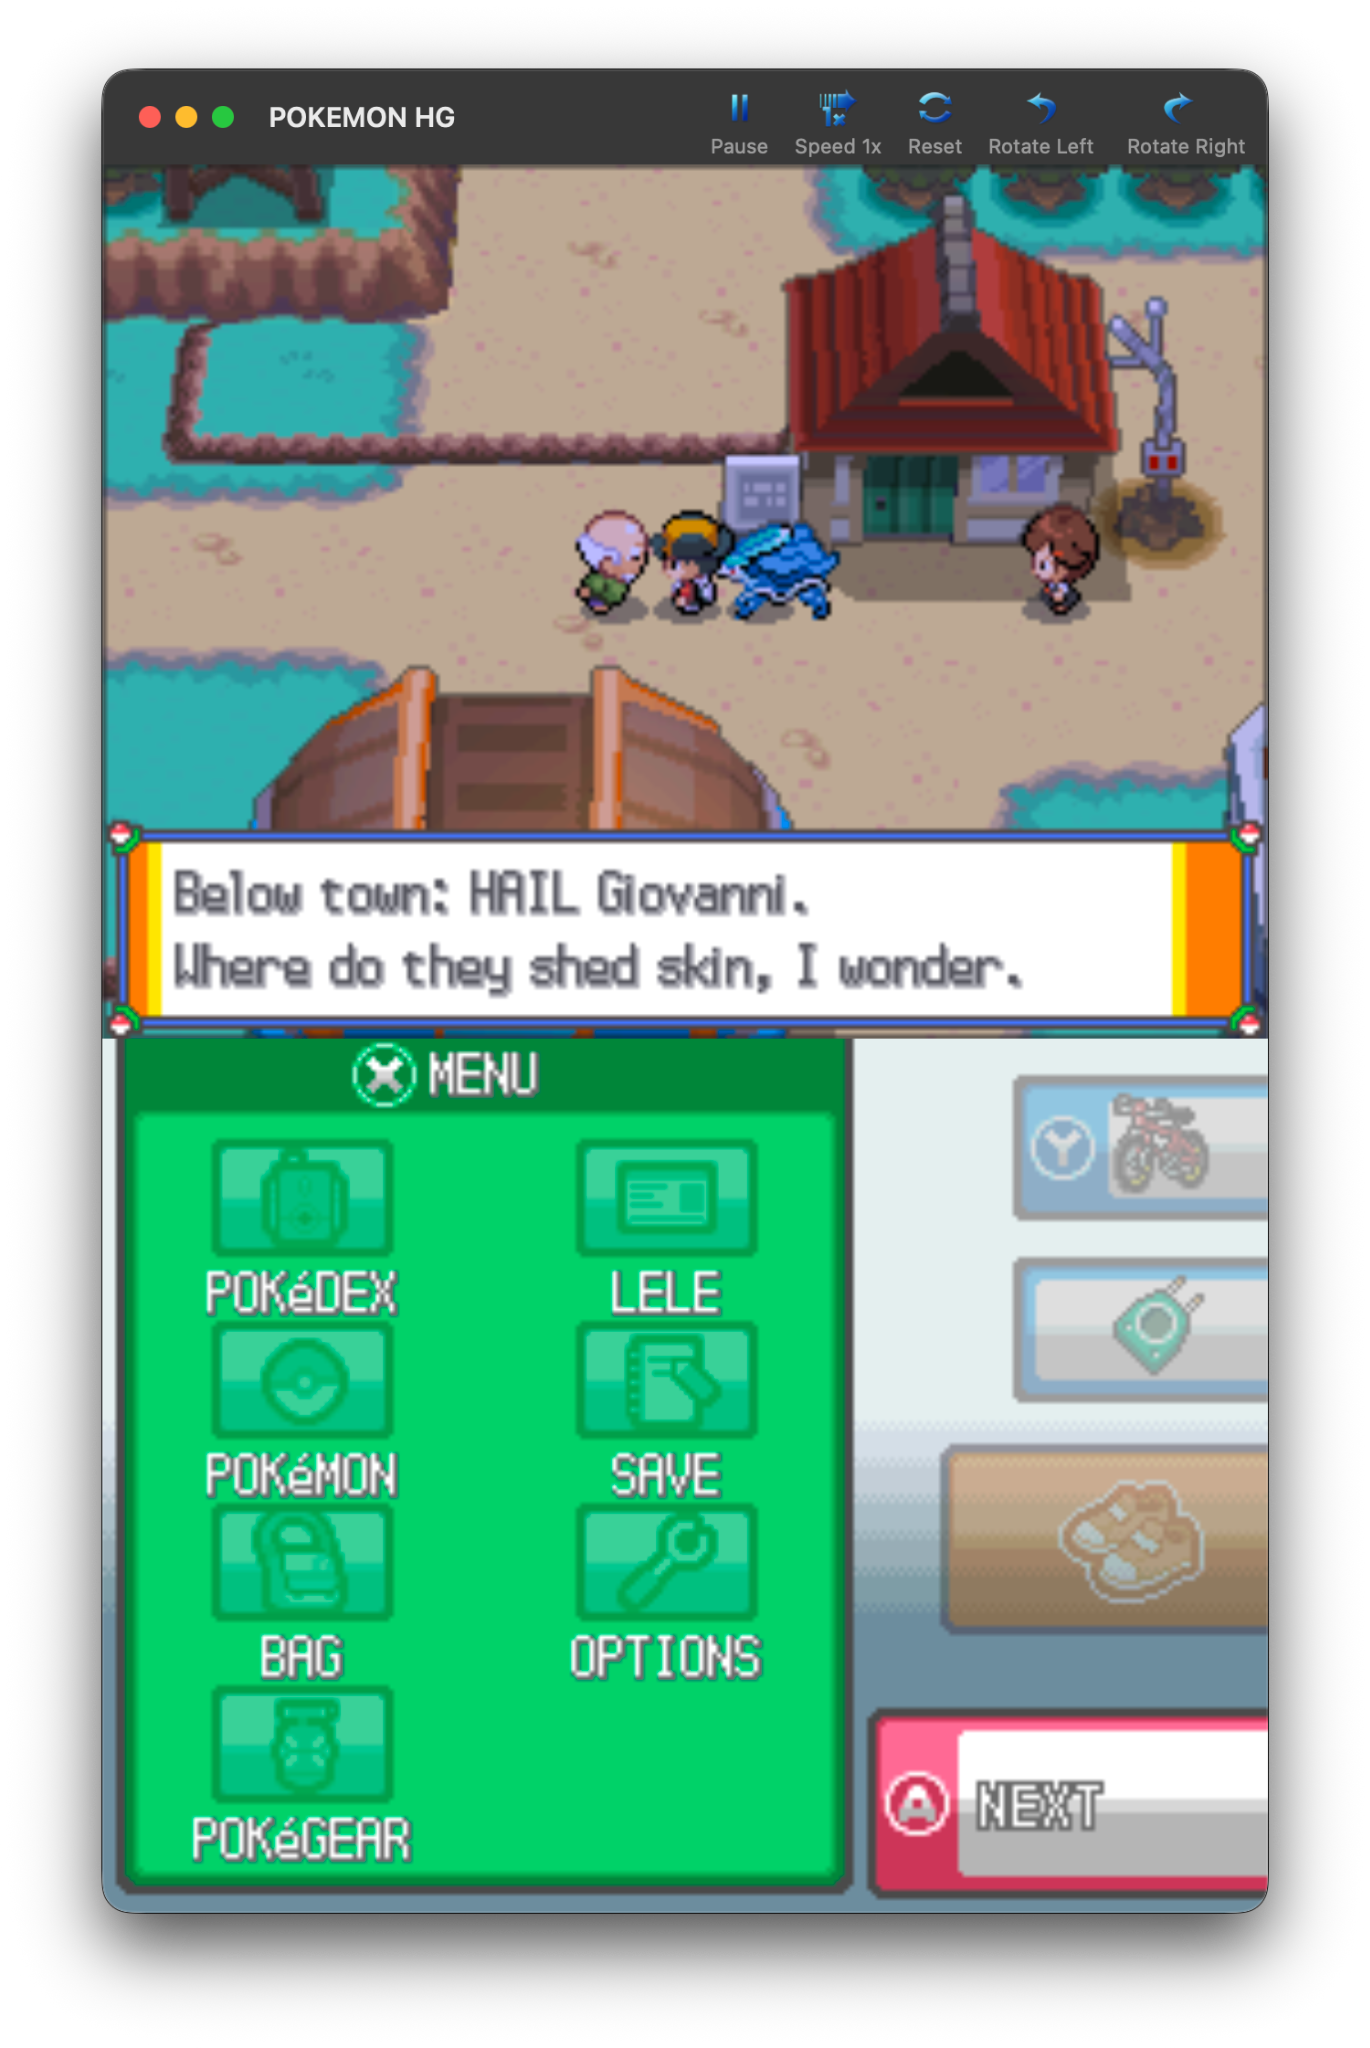 POKEMON HG
Pause
Speed 1x
Reset
Rotate Left
Rotate Right
Below town: HAIL Giovanni.
Where do they shed skin, I wonder.
X MENU
POKéDEX
LELE
POKéMON
SAVE
BAG
OPTIONS
POKéGEAR
Y
A NEXT